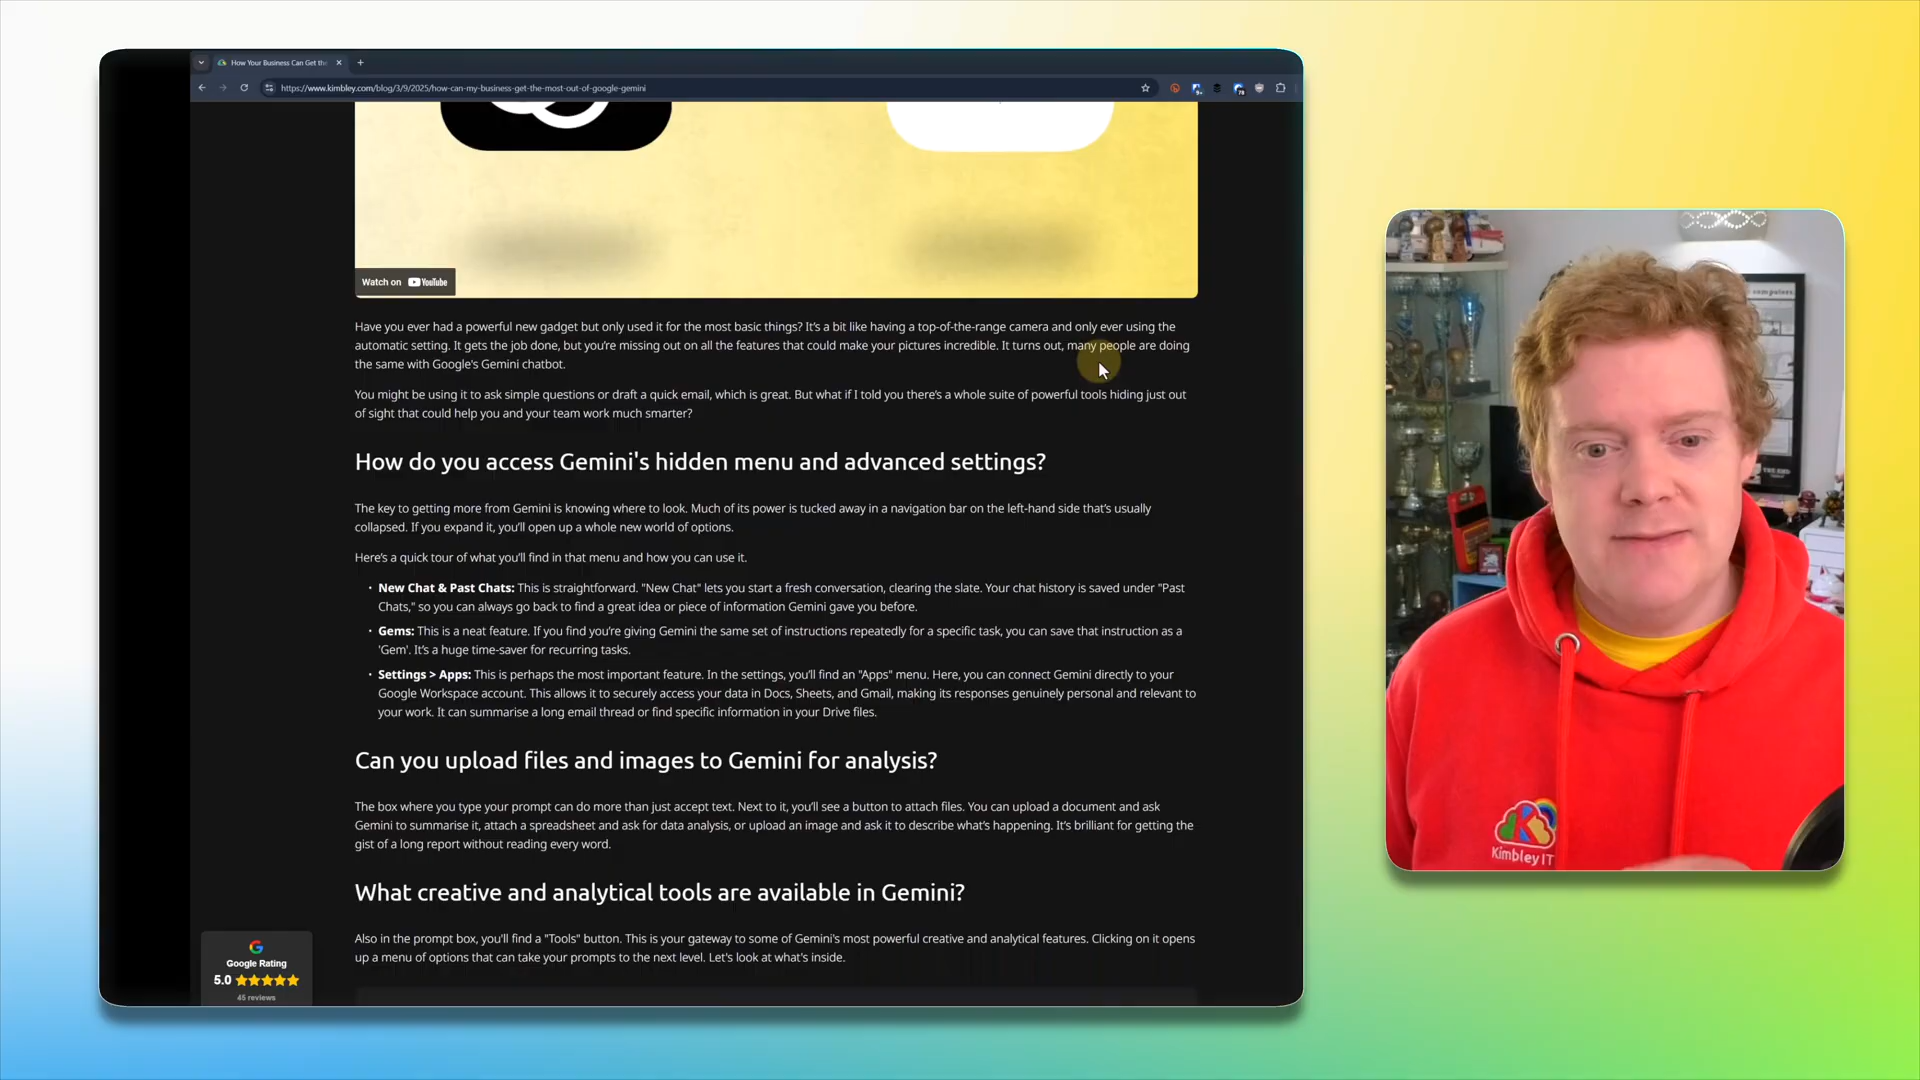 How Your Business Can Get the
https://www.kimbley.com/blog/3/9/2025/how-can-my-business-get-the-most-out-of-google-gemini
Watch on YouTube
Have you ever had a powerful new gadget but only used it for the most basic things? It's a bit like having a top-of-the-range camera and only ever using the
automatic setting. It gets the job done, but you're missing out on all the features that could make your pictures incredible. It turns out, many people are doing
the same with Google's Gemini chatbot.
You might be using it to ask simple questions or draft a quick email, which is great. But what if I told you there's a whole suite of powerful tools hiding just out
of sight that could help you and your team work much smarter?
How do you access Gemini's hidden menu and advanced settings?
The key to getting more from Gemini is knowing where to look. Much of its power is tucked away in a navigation bar on the left-hand side that's usually
collapsed. If you expand it, you'll open up a whole new world of options.
Here's a quick tour of what you'll find in that menu and how you can use it.
• New Chat & Past Chats: This is straightforward. "New Chat" lets you start a fresh conversation, clearing the slate. Your chat history is saved under "Past
Chats," so you can always go back to find a great idea or piece of information Gemini gave you before.
• Gems: This is a neat feature. If you find you're giving Gemini the same set of instructions repeatedly for a specific task, you can save that instruction as a
'Gem'. It's a huge time-saver for recurring tasks.
• Settings > Apps: This is perhaps the most important feature. In the settings, you'll find an "Apps" menu. Here, you can connect Gemini directly to your
Google Workspace account. This allows it to securely access your data in Docs, Sheets, and Gmail, making its responses genuinely personal and relevant to
your work. It can summarise a long email thread or find specific information in your Drive files.
Can you upload files and images to Gemini for analysis?
The box where you type your prompt can do more than just accept text. Next to it, you'll see a button to attach files. You can upload a document and ask
Gemini to summarise it, attach a spreadsheet and ask for data analysis, or upload an image and ask it to describe what's happening. It's brilliant for getting the
gist of a long report without reading every word.
What creative and analytical tools are available in Gemini?
Also in the prompt box, you'll find a "Tools" button. This is your gateway to some of Gemini's most powerful creative and analytical features. Clicking on it opens
up a menu of options that can take your prompts to the next level. Let's look at what's inside.
Google Rating
5.0
45 reviews
Kimbley IT